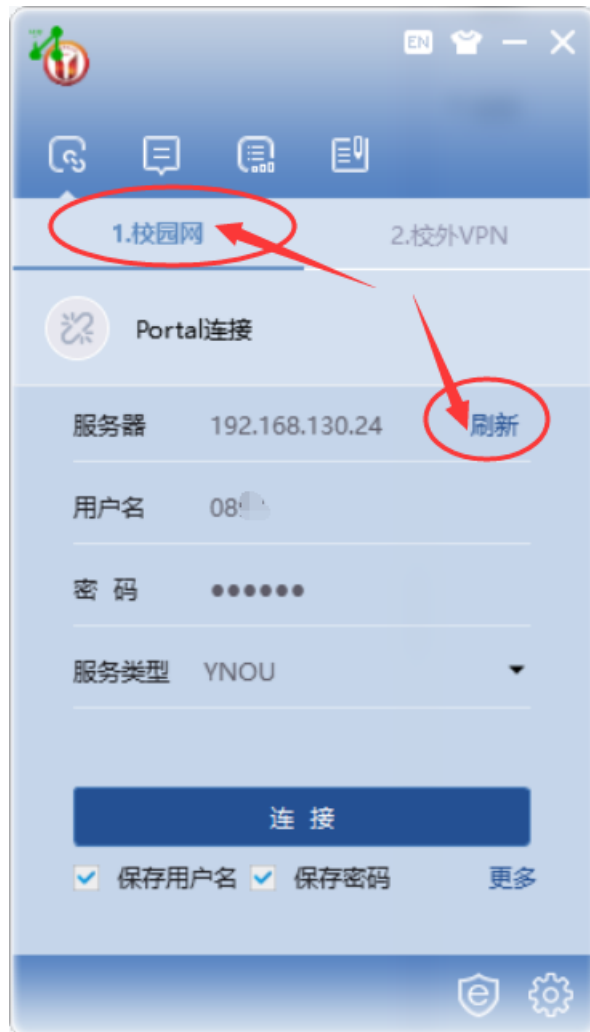 EN
1.校园网 2.校外VPN
Portal连接
服务器 192.168.130.24 刷新
用户名 08
密 码 ●●●●●●
服务类型 YNOU
连 接
保存用户名 保存密码 更多